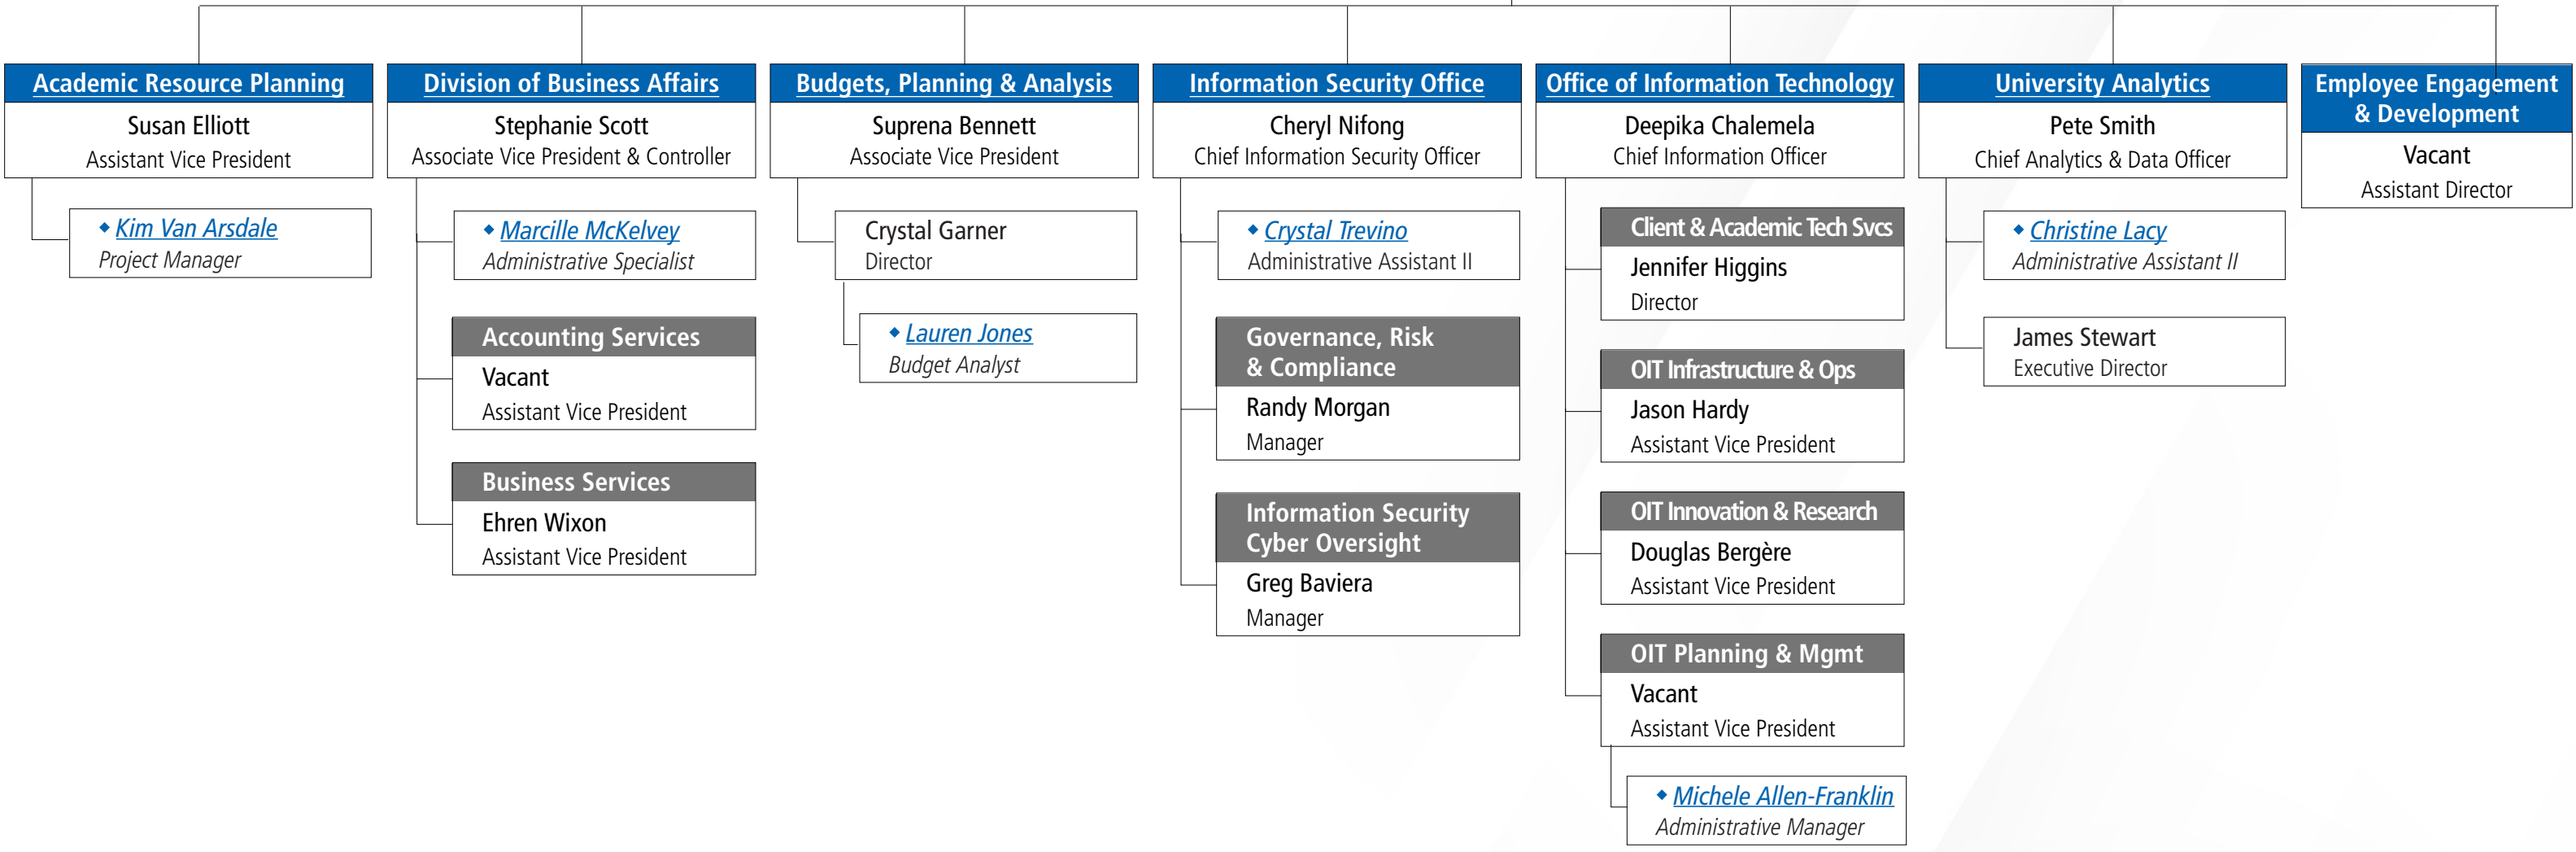 Academic Resource Planning
Susan Elliott
Assistant Vice President
◆ Kim Van Arsdale
Project Manager
Division of Business Affairs
Stephanie Scott
Associate Vice President & Controller
◆ Marcille McKelvey
Administrative Specialist
Accounting Services
Vacant
Assistant Vice President
Business Services
Ehren Wixon
Assistant Vice President
Budgets, Planning & Analysis
Suprena Bennett
Associate Vice President
Crystal Garner
Director
◆ Lauren Jones
Budget Analyst
Information Security Office
Cheryl Nifong
Chief Information Security Officer
◆ Crystal Trevino
Administrative Assistant II
Governance, Risk
& Compliance
Randy Morgan
Manager
Information Security
Cyber Oversight
Greg Baviera
Manager
Office of Information Technology
Deepika Chalemela
Chief Information Officer
Client & Academic Tech Svcs
Jennifer Higgins
Director
OIT Infrastructure & Ops
Jason Hardy
Assistant Vice President
OIT Innovation & Research
Douglas Bergère
Assistant Vice President
OIT Planning & Mgmt
Vacant
Assistant Vice President
◆ Michele Allen-Franklin
Administrative Manager
University Analytics
Pete Smith
Chief Analytics & Data Officer
◆ Christine Lacy
Administrative Assistant II
James Stewart
Executive Director
Employee Engagement
& Development
Vacant
Assistant Director